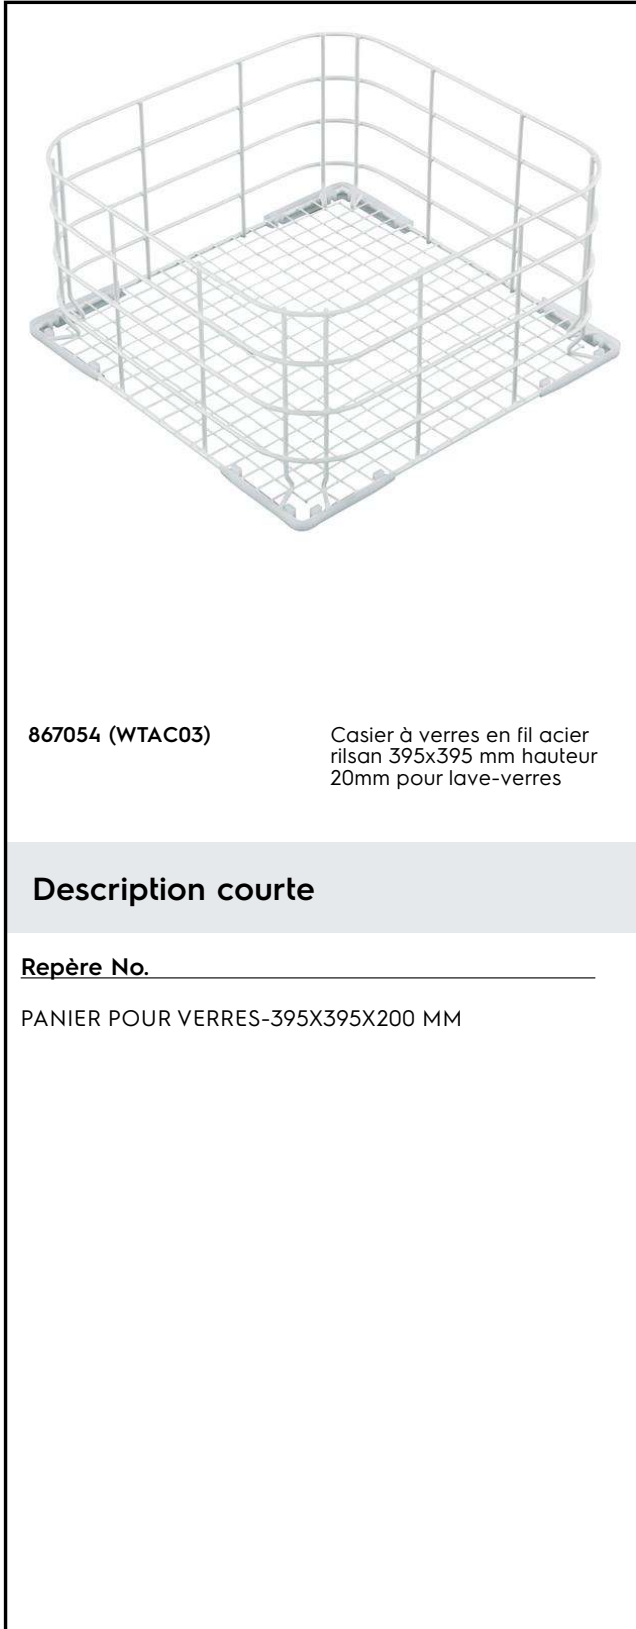 867054 (WTAC03)
Casier à verres en fil acier
rilsan 395x395 mm hauteur
20mm pour lave-verres
Description courte
Repère No.
PANIER POUR VERRES-395X395X200 MM